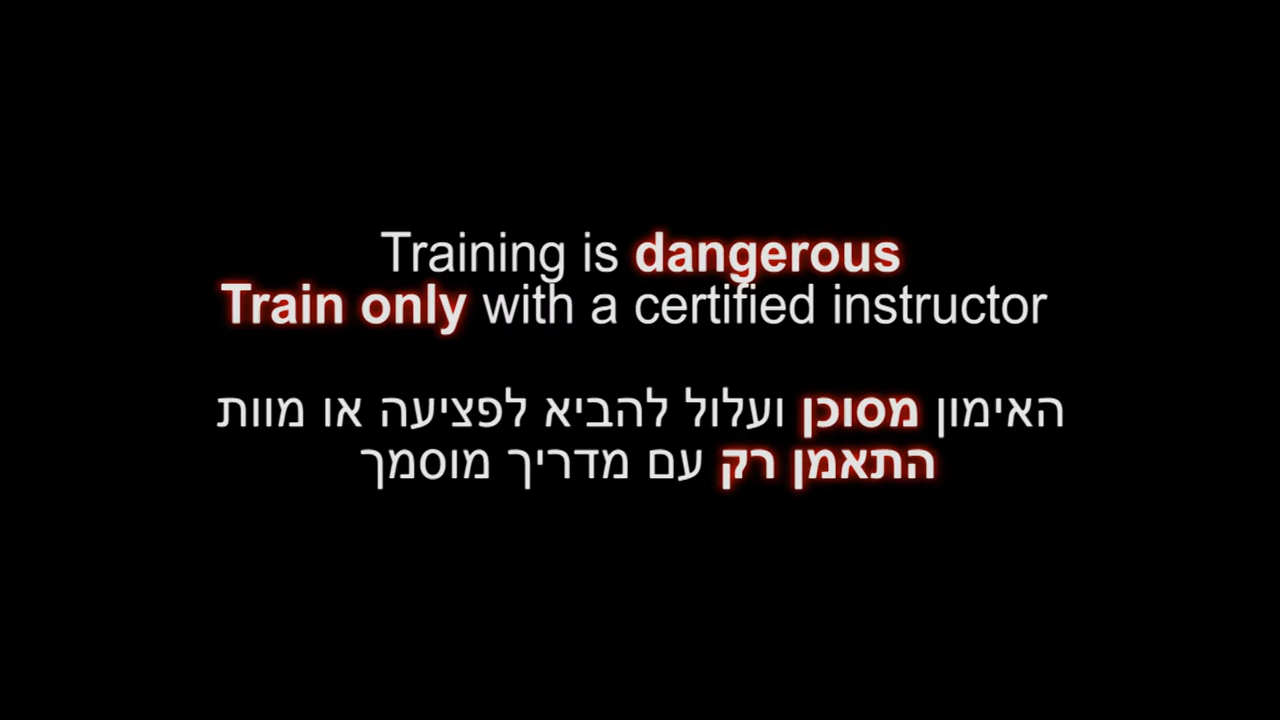 Training is dangerous
Train only with a certified instructor
האימון מסוכן ועלול להביא לפציעה או מוות
התאמן רק עם מדריך מוסמך